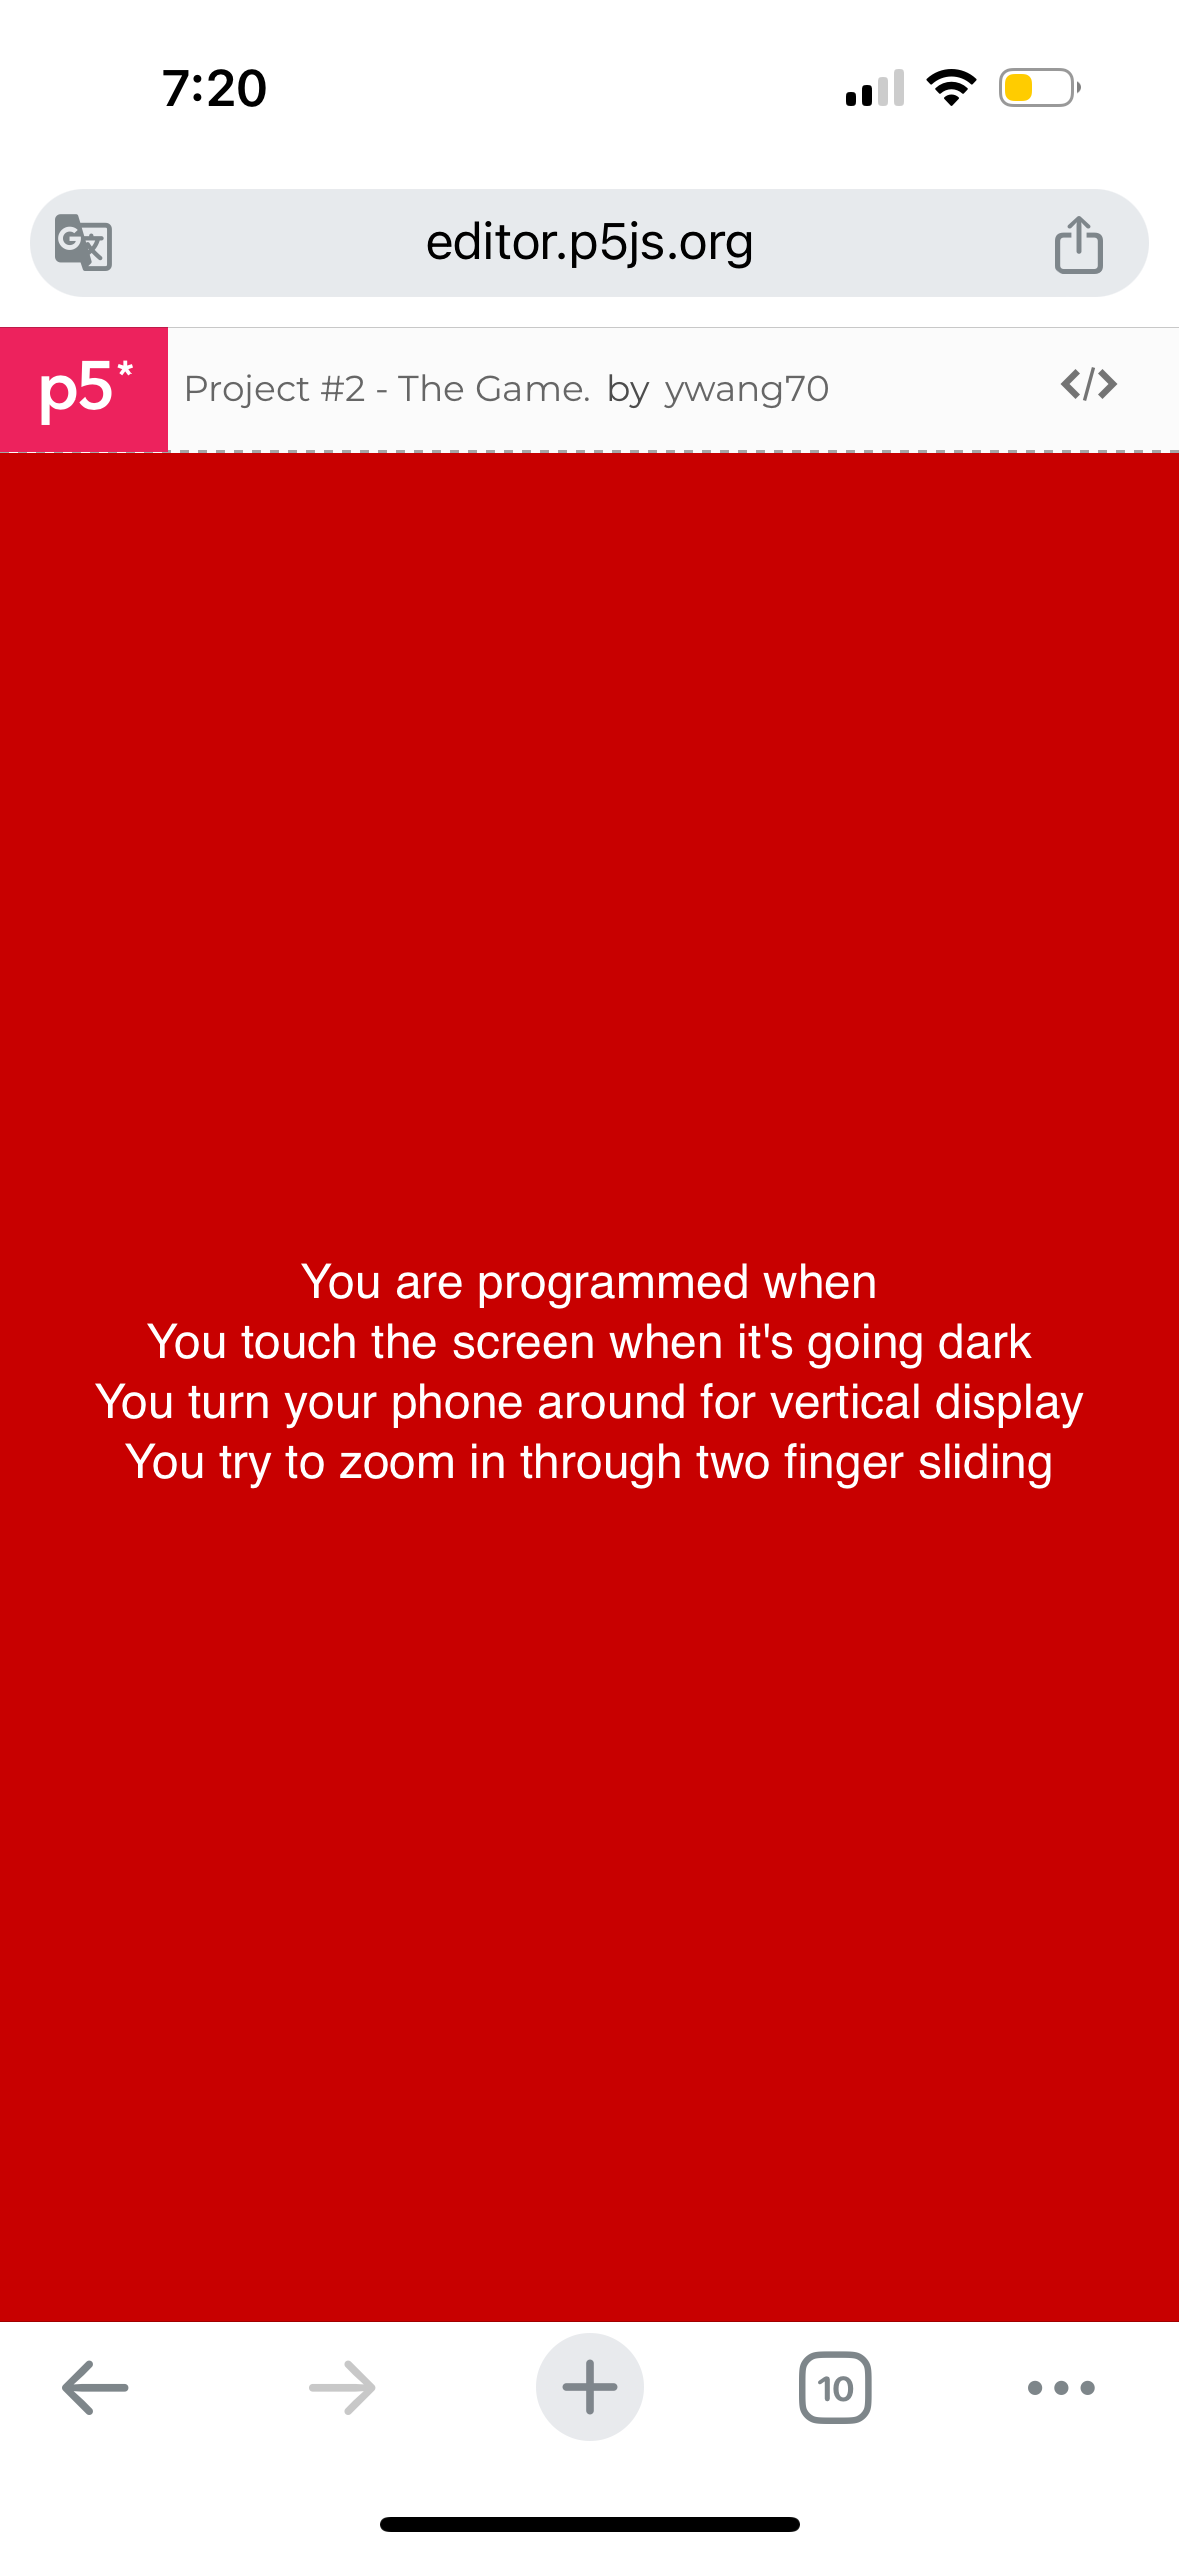 7:20
editor.p5js.org
p5* Project #2 - The Game. by ywang70 </>
You are programmed when
You touch the screen when it's going dark
You turn your phone around for vertical display
You try to zoom in through two finger sliding
10